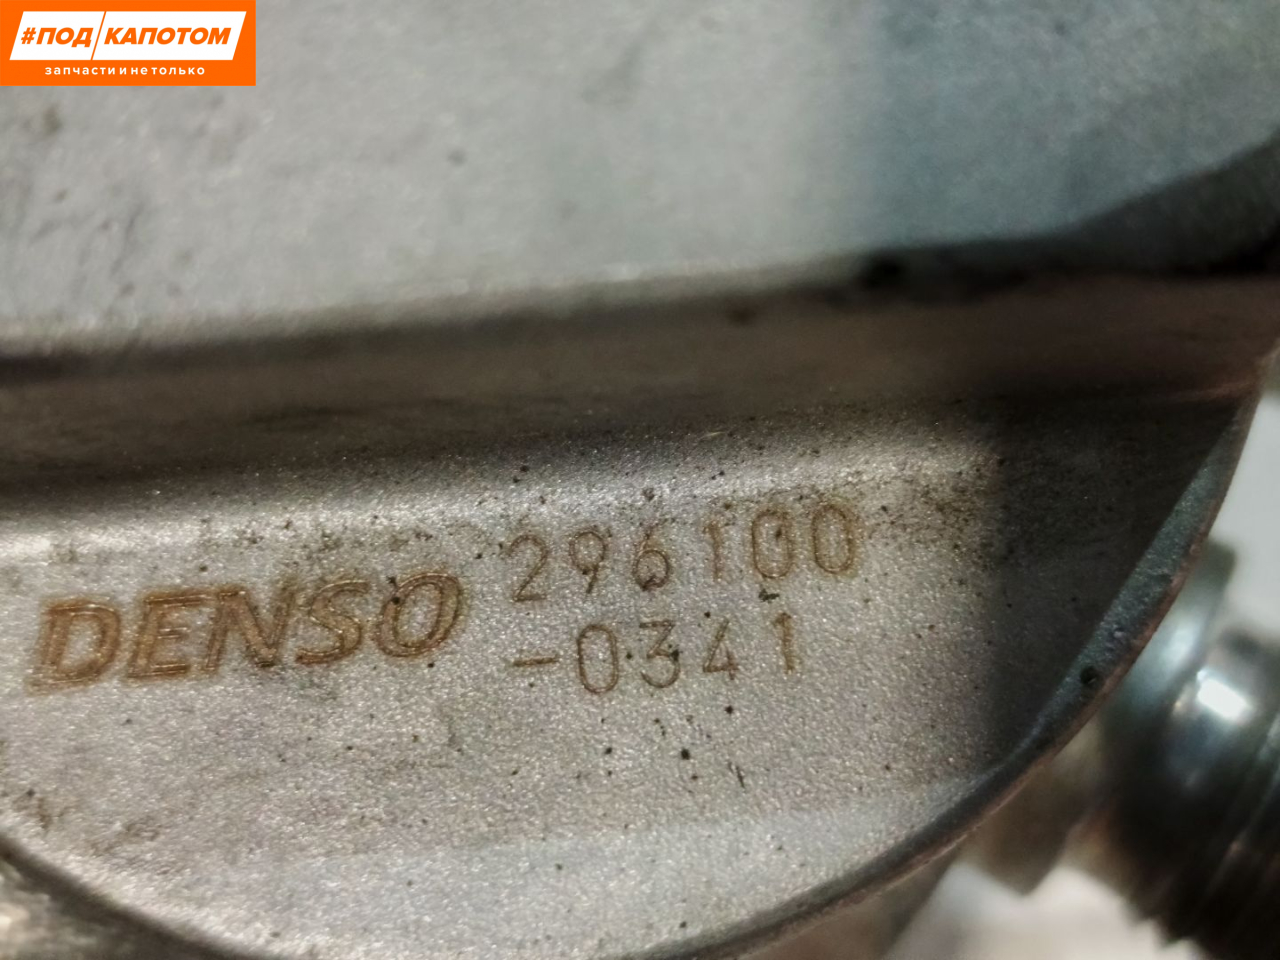 #ПОД КАПОТОМ
запчасти и не только
DENSO 296100
-0341